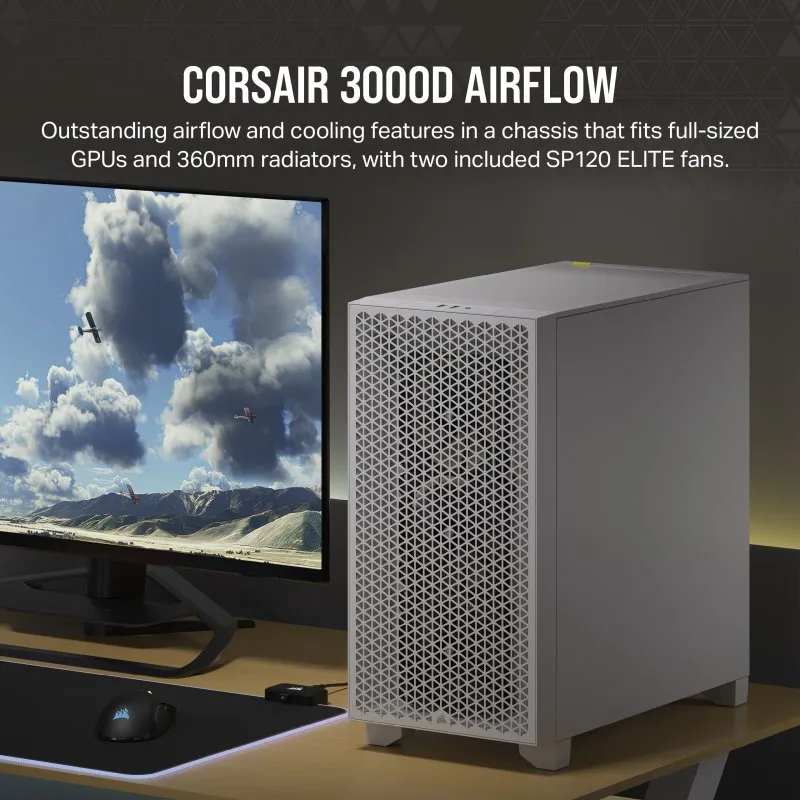 CORSAIR 3000D AIRFLOW
Outstanding airflow and cooling features in a chassis that fits full-sized
GPUs and 360mm radiators, with two included SP120 ELITE fans.